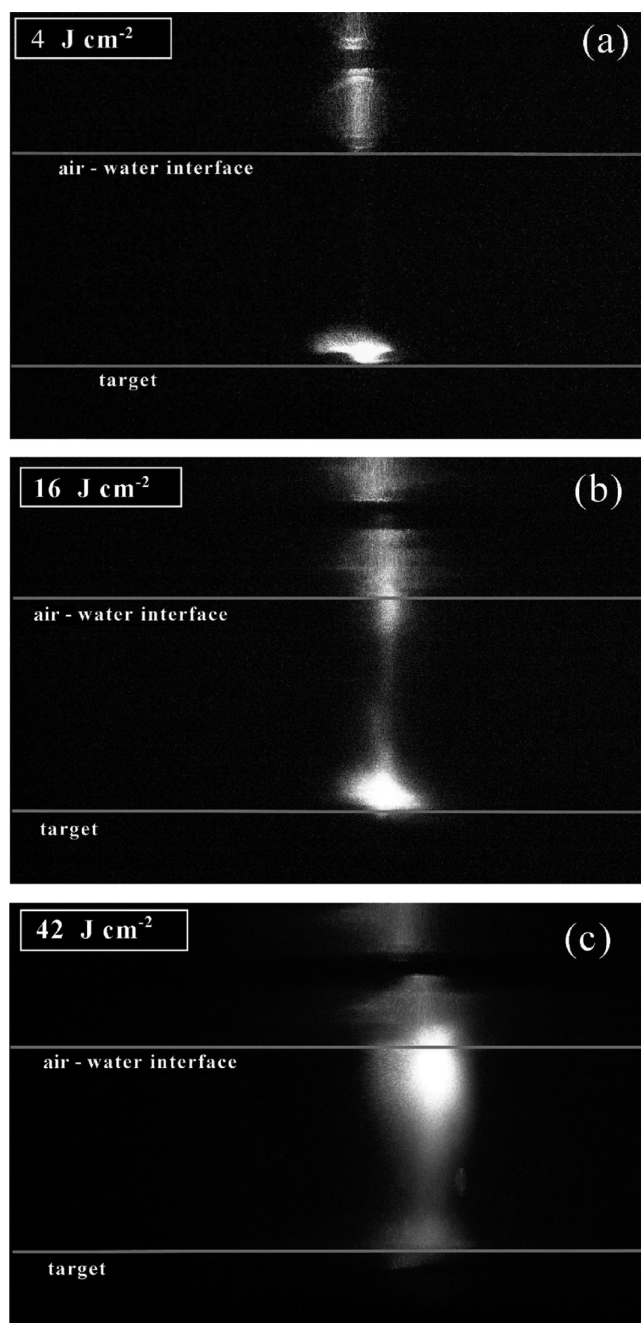 4 J cm-2
(a)
air - water interface
target
16 J cm-2
(b)
air - water interface
target
42 J cm-2
(c)
air - water interface
target